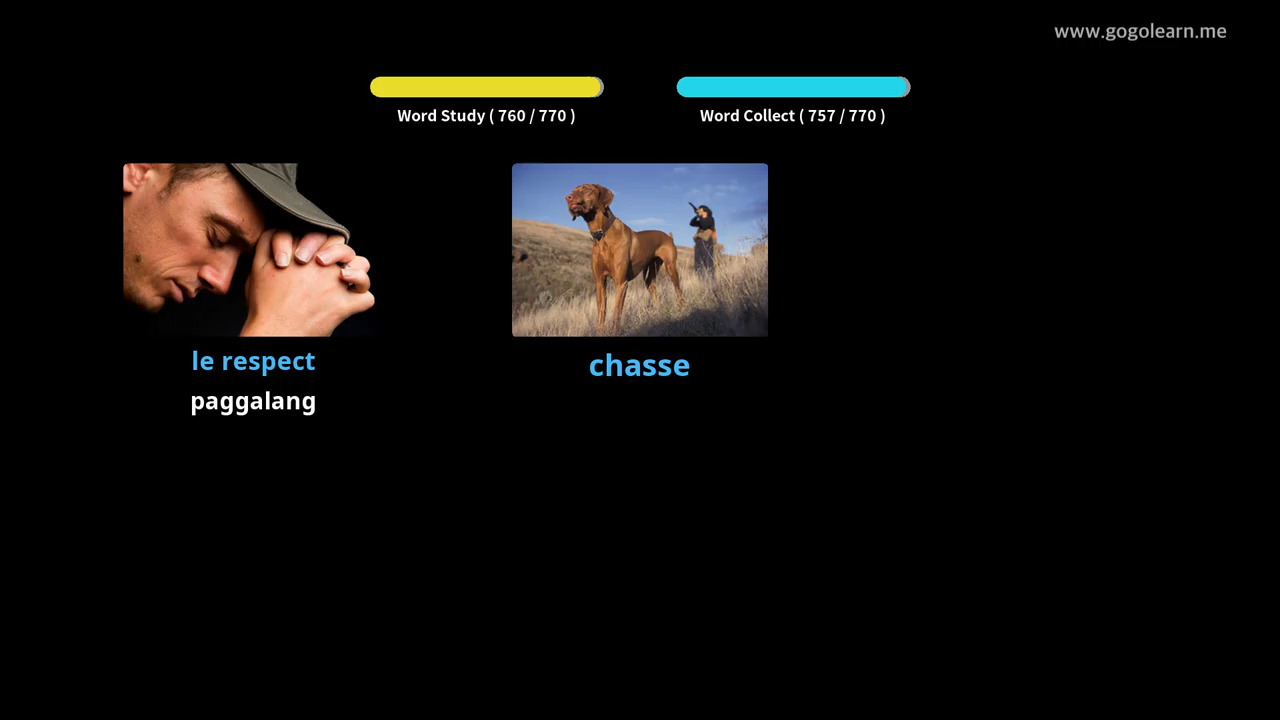 www.gogolearn.me
Word Study ( 760 / 770 )
Word Collect ( 757 / 770 )
le respect
paggalang
chasse